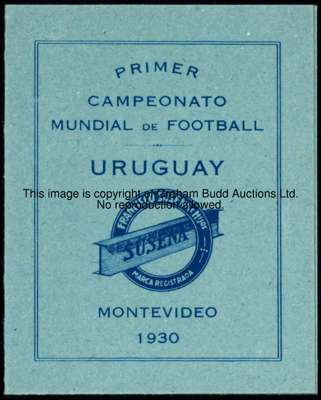 PRIMER
CAMPEONATO
MUNDIAL DE FOOTBALL
URUGUAY
This image is copyright of Graham Budd Auctions Ltd.
No reproduction allowed.
SUSENA
MARCA REGISTRADA
MONTEVIDEO
1930